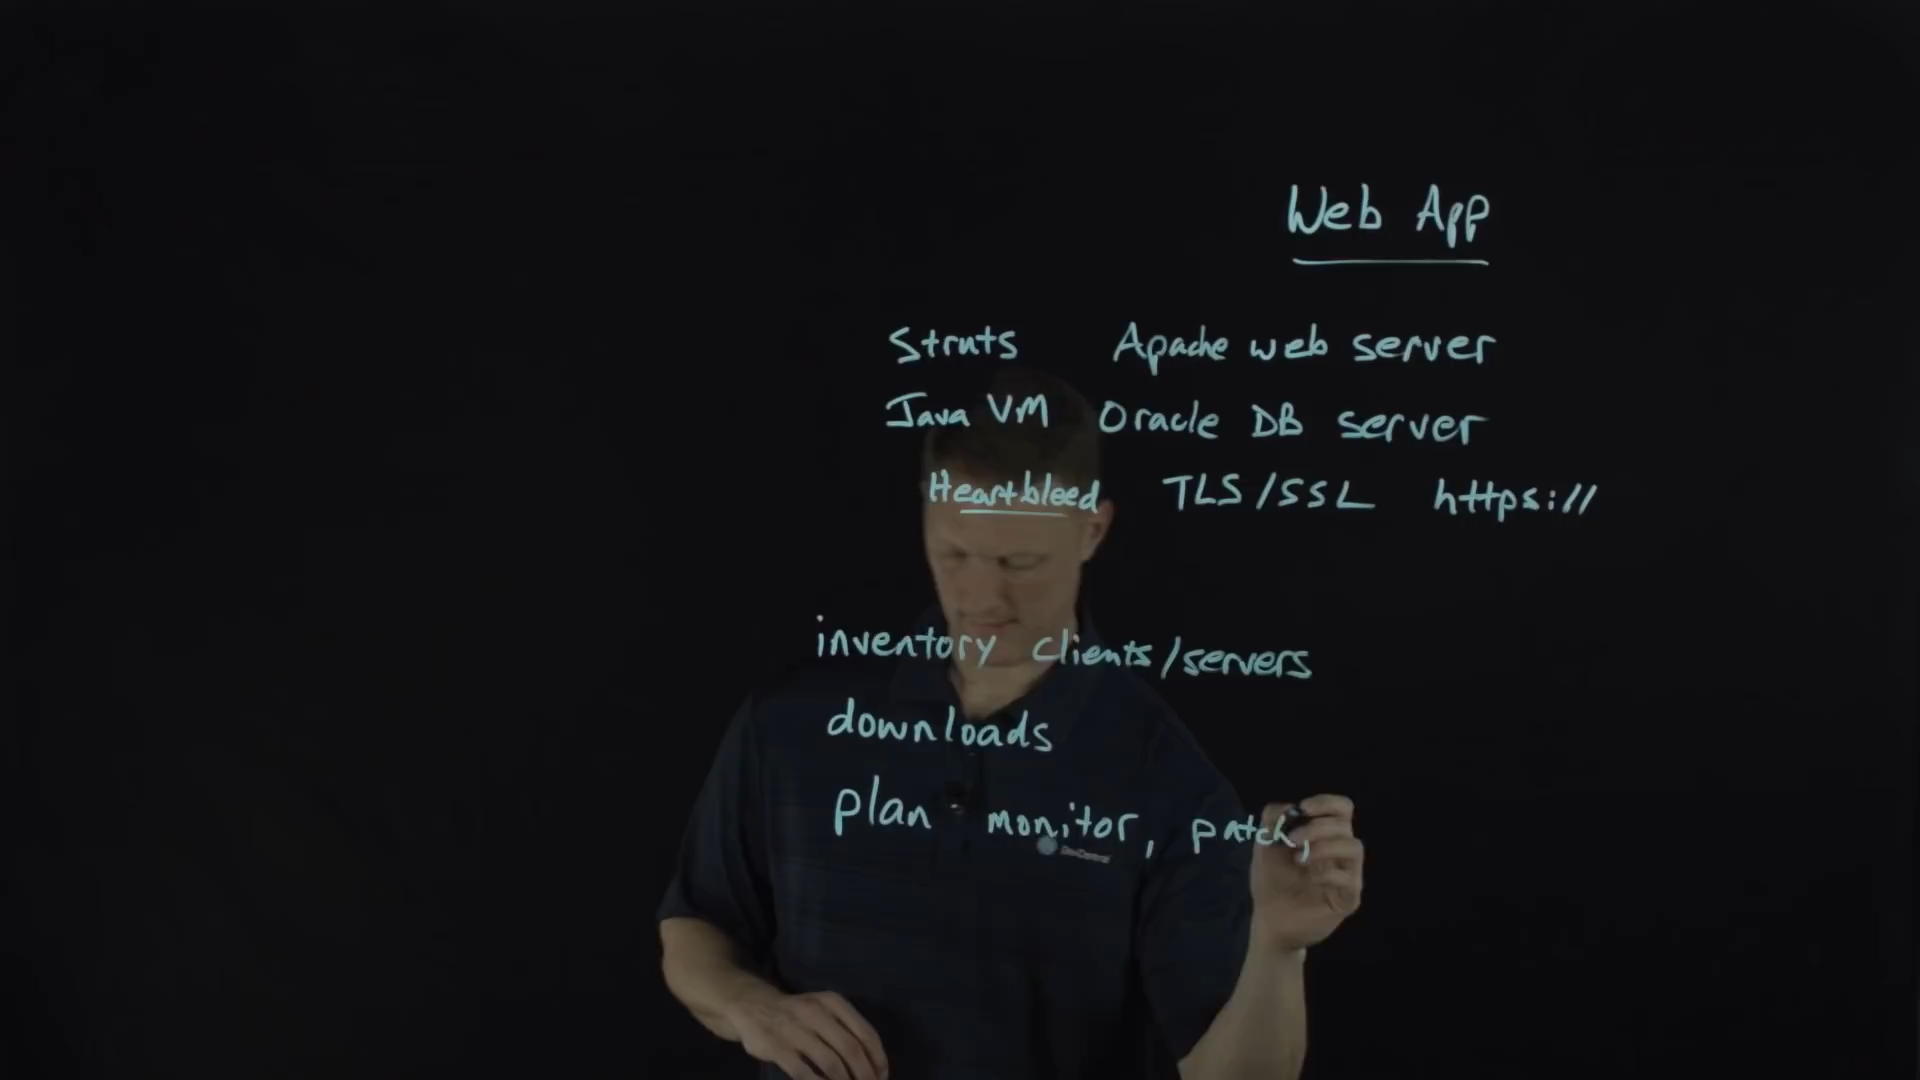 Web App
Struts Apache web server
Java VM Oracle DB server
Heartbleed TLS/SSL https://
inventory clients/servers
downloads
plan monitor, patch,
DevCentral